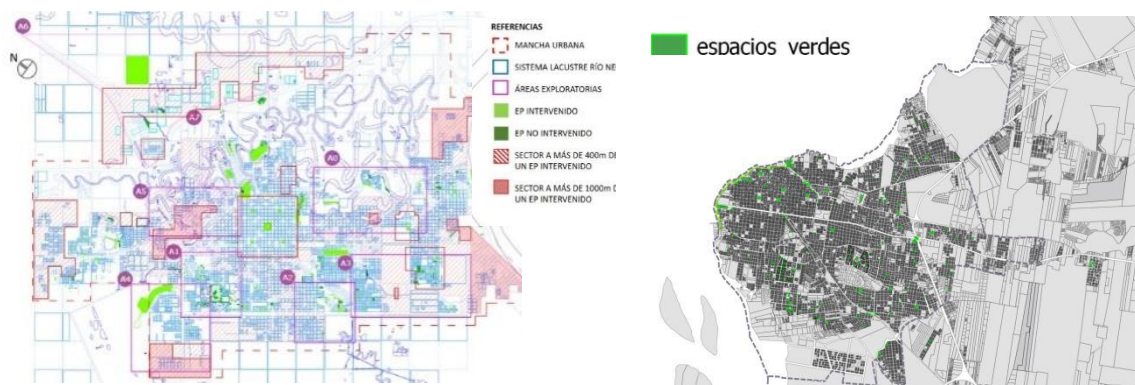 A6
N
A7
A0
A5
A1
A4
A2
A3
REFERENCIAS
MANCHA URBANA
SISTEMA LACUSTRE RÍO NE
ÁREAS EXPLORATORIAS
EP INTERVENIDO
EP NO INTERVENIDO
SECTOR A MÁS DE 400m D
UN EP INTERVENIDO
SECTOR A MÁS DE 1000m D
UN EP INTERVENIDO
espacios verdes